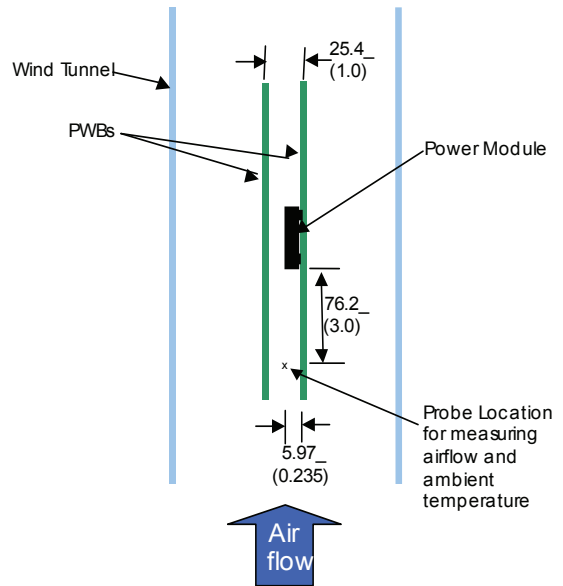 25.4_
(1.0)
Wind Tunnel
PWBs
Power Module
76.2_
(3.0)
x
Probe Location
for measuring
airflow and
ambient
temperature
5.97_
(0.235)
Air
flow